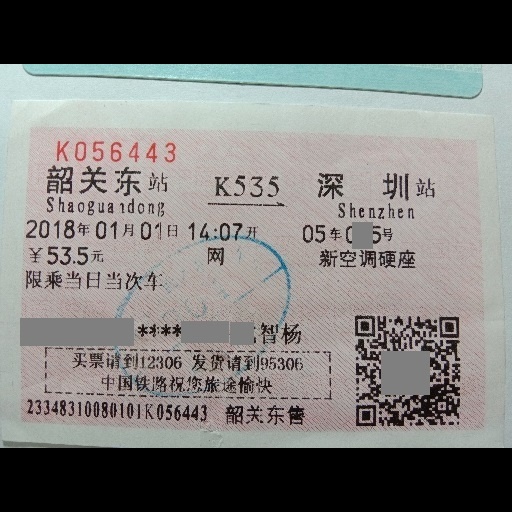 K056443
韶关东站 K535 深圳站
Shaoguandong Shenzhen
2018年01月01日 14:07开 05车 5号
¥53.5元 网 新空调硬座
限乘当日当次车
**** 智杨
买票请到12306 发货请到95306
中国铁路祝您旅途愉快
23348310080101K056443 韶关东售